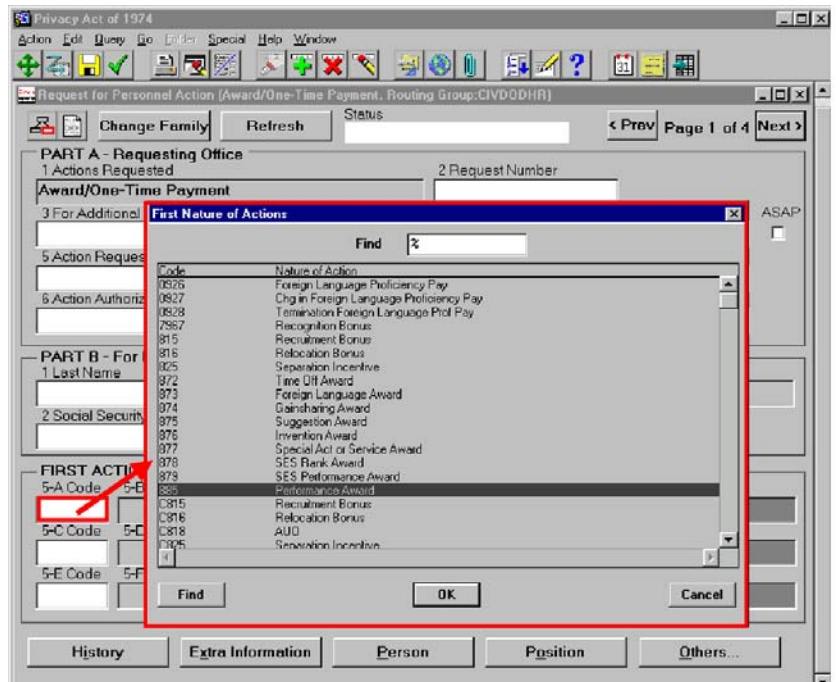 Privacy Act of 1974
Action Edit Query Go Folder Special Help Window
Request for Personnel Action (Award/One-Time Payment, Routing Group:CIVDODHR)
Change Family Refresh Status < Prev Page 1 of 4 Next >
PART A - Requesting Office
1 Actions Requested 2 Request Number
Award/One-Time Payment
3 For Additional ASAP
First Nature of Actions
Find %
5 Action Reques
Code Nature of Action
0926 Foreign Language Proficiency Pay
0927 Chg in Foreign Language Proficiency Pay
6 Action Authoriz
0928 Termination Foreign Language Prof Pay
7967 Recognition Bonus
815 Recruitment Bonus
816 Relocation Bonus
PART B - For
825 Separation Incentive
1 Last Name
872 Time Off Award
873 Foreign Language Award
874 Gainsharing Award
2 Social Security
875 Suggestion Award
876 Invention Award
877 Special Act or Service Award
878 SES Rank Award
FIRST ACTI
879 SES Performance Award
5-A Code 5-B
885 Performance Award
C815 Recruitment Bonus
C816 Relocation Bonus
5-C Code 5-D
C818 AUO
C825 Separation Incentive
5-E Code 5-F
Find OK Cancel
History Extra Information Person Position Others...